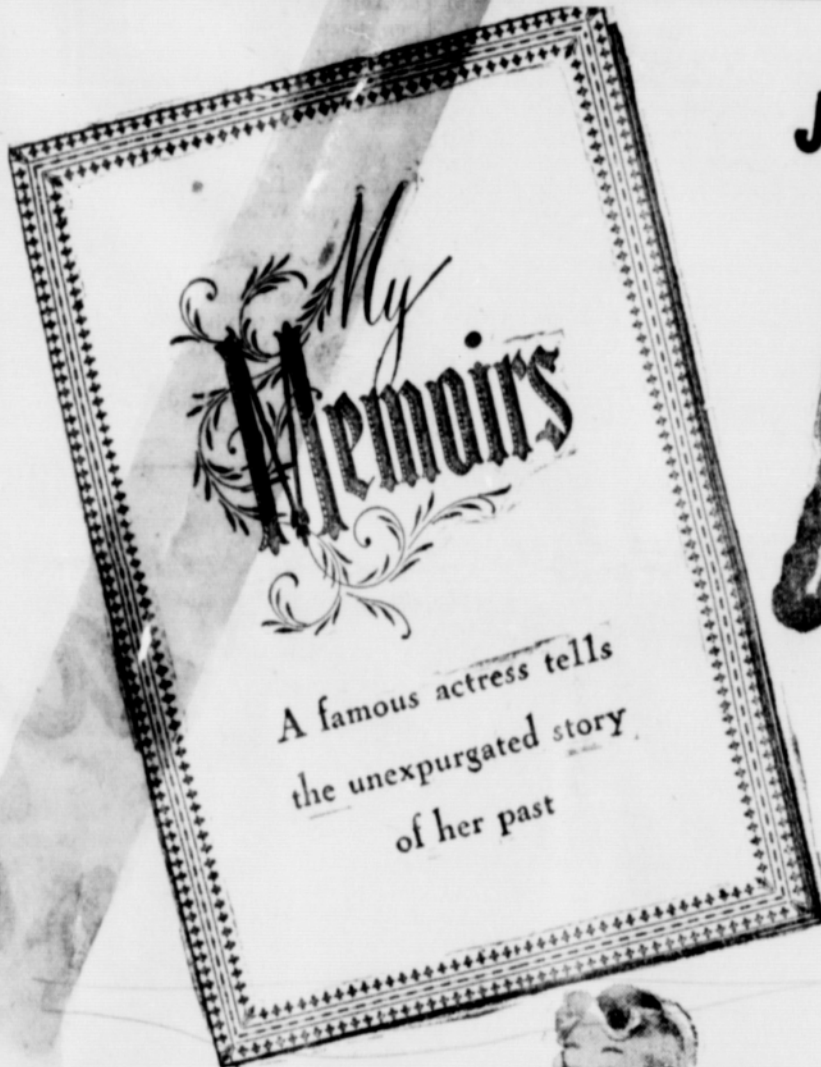 My
Memoirs
A famous actress tells
the unexpurgated story
of her past
J